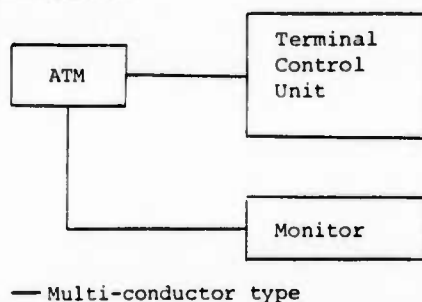 ATM
Terminal
Control
Unit
Monitor
— Multi-conductor type